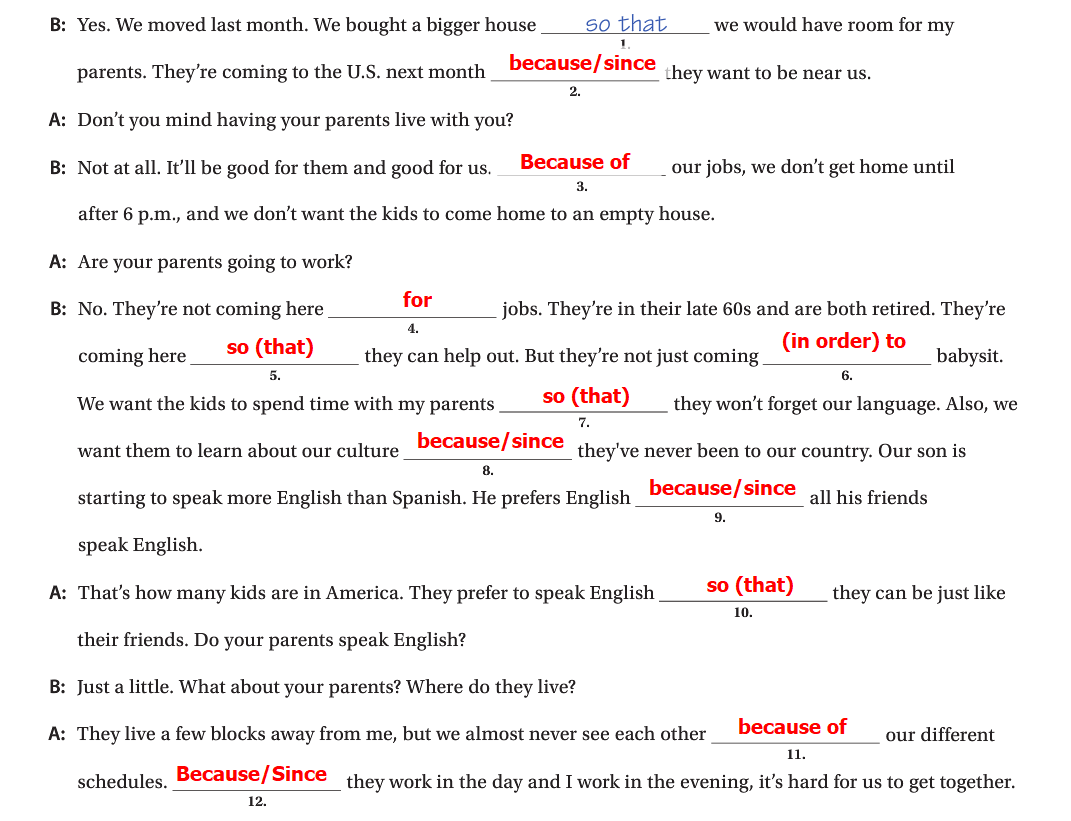 B: Yes. We moved last month. We bought a bigger house so that we would have room for my
1.
parents. They're coming to the U.S. next month because/since they want to be near us.
2.
A: Don't you mind having your parents live with you?
B: Not at all. It'll be good for them and good for us. Because of our jobs, we don't get home until
3.
after 6 p.m., and we don't want the kids to come home to an empty house.
A: Are your parents going to work?
B: No. They're not coming here for jobs. They're in their late 60s and are both retired. They're
4.
coming here so (that) they can help out. But they're not just coming (in order) to babysit.
5. 6.
We want the kids to spend time with my parents so (that) they won't forget our language. Also, we
7.
want them to learn about our culture because/since they've never been to our country. Our son is
8.
starting to speak more English than Spanish. He prefers English because/since all his friends
9.
speak English.
A: That's how many kids are in America. They prefer to speak English so (that) they can be just like
10.
their friends. Do your parents speak English?
B: Just a little. What about your parents? Where do they live?
A: They live a few blocks away from me, but we almost never see each other because of our different
11.
schedules. Because/Since they work in the day and I work in the evening, it's hard for us to get together.
12.